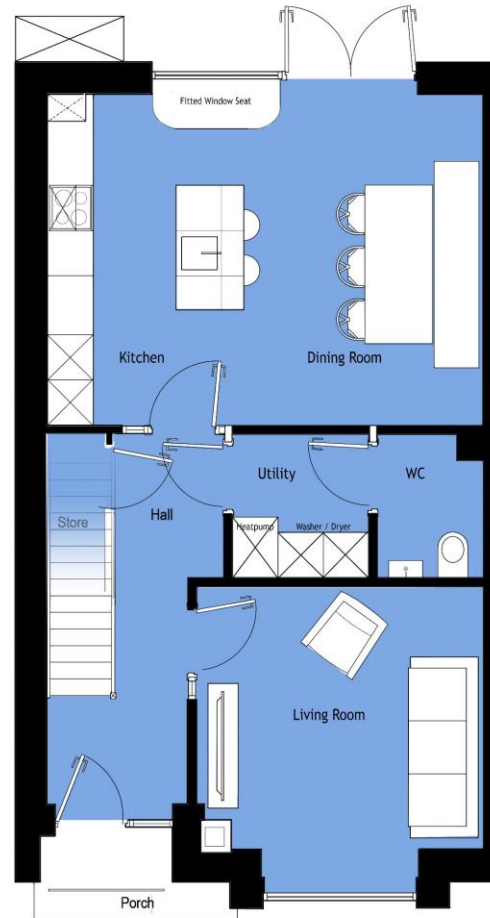 Fitted Window Seat
Kitchen
Dining Room
Utility
WC
Store
Hall
Heatpump
Washer / Dryer
Living Room
Porch